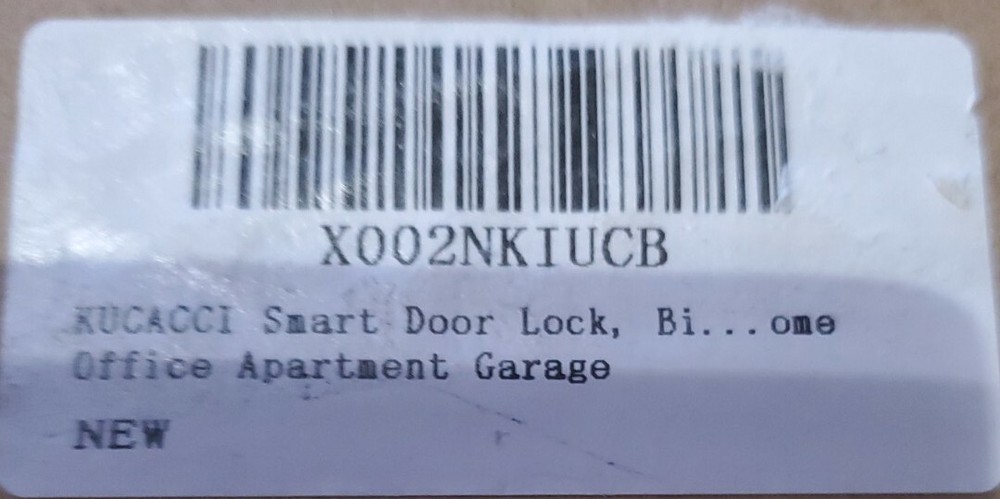 X002NKIUCB
KUCACCI Smart Door Lock, Bi...ome
Office Apartment Garage
NEW